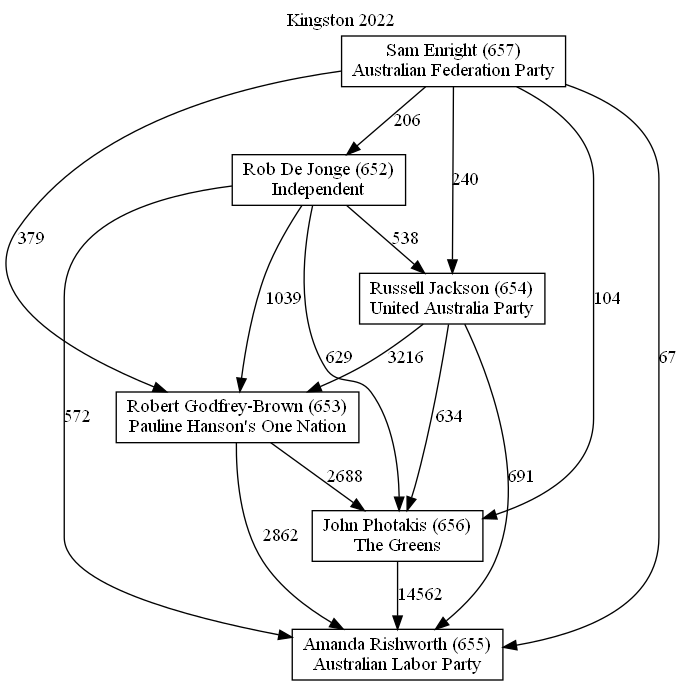 Kingston 2022
Sam Enright (657)
Australian Federation Party
206
Rob De Jonge (652)
Independent
240
379
538
Russell Jackson (654)
United Australia Party
1039
104
629
3216
67
Robert Godfrey-Brown (653)
Pauline Hanson's One Nation
572
634
2688
691
John Photakis (656)
The Greens
2862
14562
Amanda Rishworth (655)
Australian Labor Party